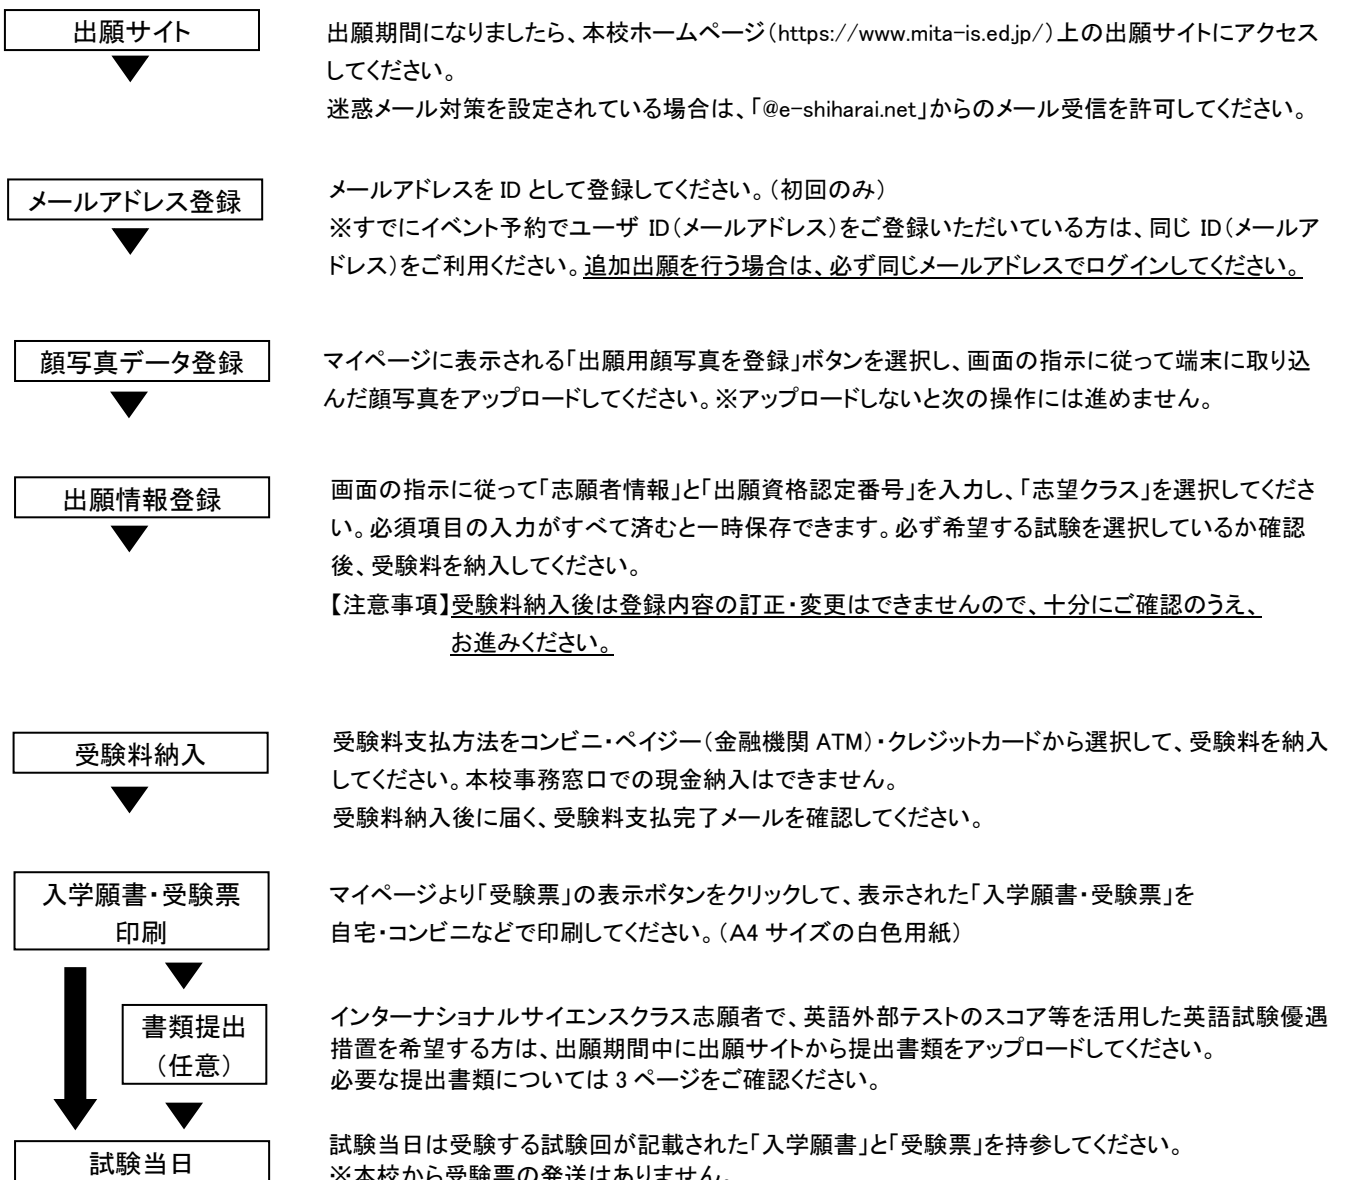 出願サイト
出願期間になりましたら、本校ホームページ(https://www.mita-is.ed.jp/)上の出願サイトにアクセス
してください。
迷惑メール対策を設定されている場合は、「@e-shiharai.net」からのメール受信を許可してください。
メールアドレス登録
メールアドレスを ID として登録してください。(初回のみ)
※すでにイベント予約でユーザ ID(メールアドレス)をご登録いただいている方は、同じ ID(メールア
ドレス)をご利用ください。追加出願を行う場合は、必ず同じメールアドレスでログインしてください。
顔写真データ登録
マイページに表示される「出願用顔写真を登録」ボタンを選択し、画面の指示に従って端末に取り込
んだ顔写真をアップロードしてください。※アップロードしないと次の操作には進めません。
出願情報登録
画面の指示に従って「志願者情報」と「出願資格認定番号」を入力し、「志望クラス」を選択してくださ
い。必須項目の入力がすべて済むと一時保存できます。必ず希望する試験を選択しているか確認
後、受験料を納入してください。
【注意事項】受験料納入後は登録内容の訂正・変更はできませんので、十分にご確認のうえ、
お進みください。
受験料納入
受験料支払方法をコンビニ・ペイジー(金融機関 ATM)・クレジットカードから選択して、受験料を納入
してください。本校事務窓口での現金納入はできません。
受験料納入後に届く、受験料支払完了メールを確認してください。
入学願書・受験票
印刷
マイページより「受験票」の表示ボタンをクリックして、表示された「入学願書・受験票」を
自宅・コンビニなどで印刷してください。(A4 サイズの白色用紙)
書類提出
(任意)
インターナショナルサイエンスクラス志願者で、英語外部テストのスコア等を活用した英語試験優遇
措置を希望する方は、出願期間中に出願サイトから提出書類をアップロードしてください。
必要な提出書類については 3 ページをご確認ください。
試験当日
試験当日は受験する試験回が記載された「入学願書」と「受験票」を持参してください。
※本校から受験票の発送はありません。